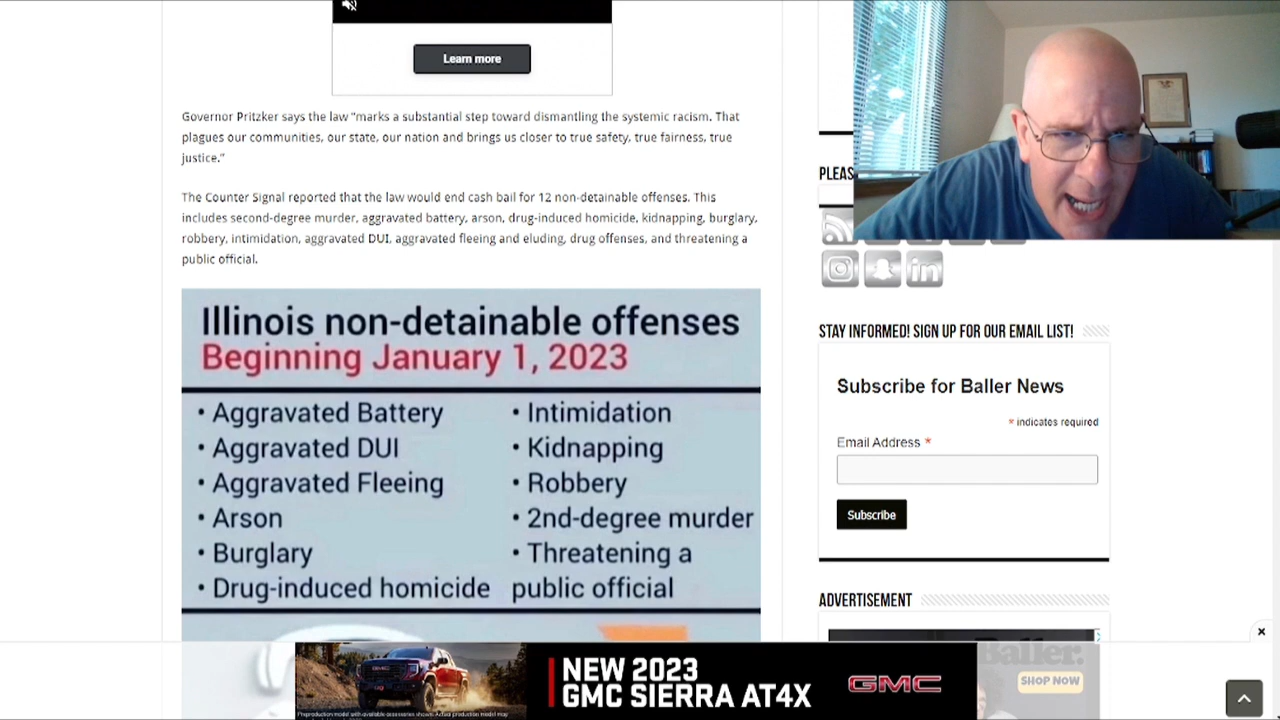 Learn more
Governor Pritzker says the law "marks a substantial step toward dismantling the systemic racism. That
plagues our communities, our state, our nation and brings us closer to true safety, true fairness, true
justice."
The Counter Signal reported that the law would end cash bail for 12 non-detainable offenses. This
includes second-degree murder, aggravated battery, arson, drug-induced homicide, kidnapping, burglary,
robbery, intimidation, aggravated DUI, aggravated fleeing and eluding, drug offenses, and threatening a
public official.
Illinois non-detainable offenses
Beginning January 1, 2023
• Aggravated Battery
• Aggravated DUI
• Aggravated Fleeing
• Arson
• Burglary
• Drug-induced homicide
• Intimidation
• Kidnapping
• Robbery
• 2nd-degree murder
• Threatening a
public official
PLEAS
in
STAY INFORMED! SIGN UP FOR OUR EMAIL LIST!
Subscribe for Baller News
* indicates required
Email Address *
Subscribe
ADVERTISEMENT
Baller.
SHOP NOW
GMC
NEW 2023
GMC SIERRA AT4X
GMC
Preproduction model with available accessories shown. Actual production model may